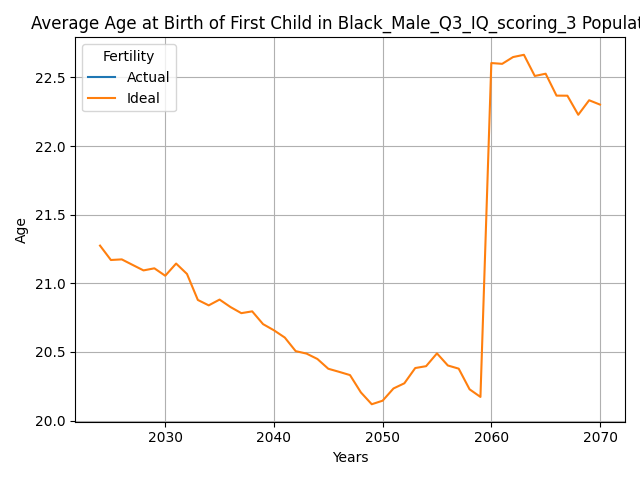 Average Age at Birth of First Child in Black_Male_Q3_IQ_scoring_3 Populat
Fertility
Actual
Ideal
22.5
22.0
21.5
21.0
20.5
20.0
Age
2030 2040 2050 2060 2070
Years